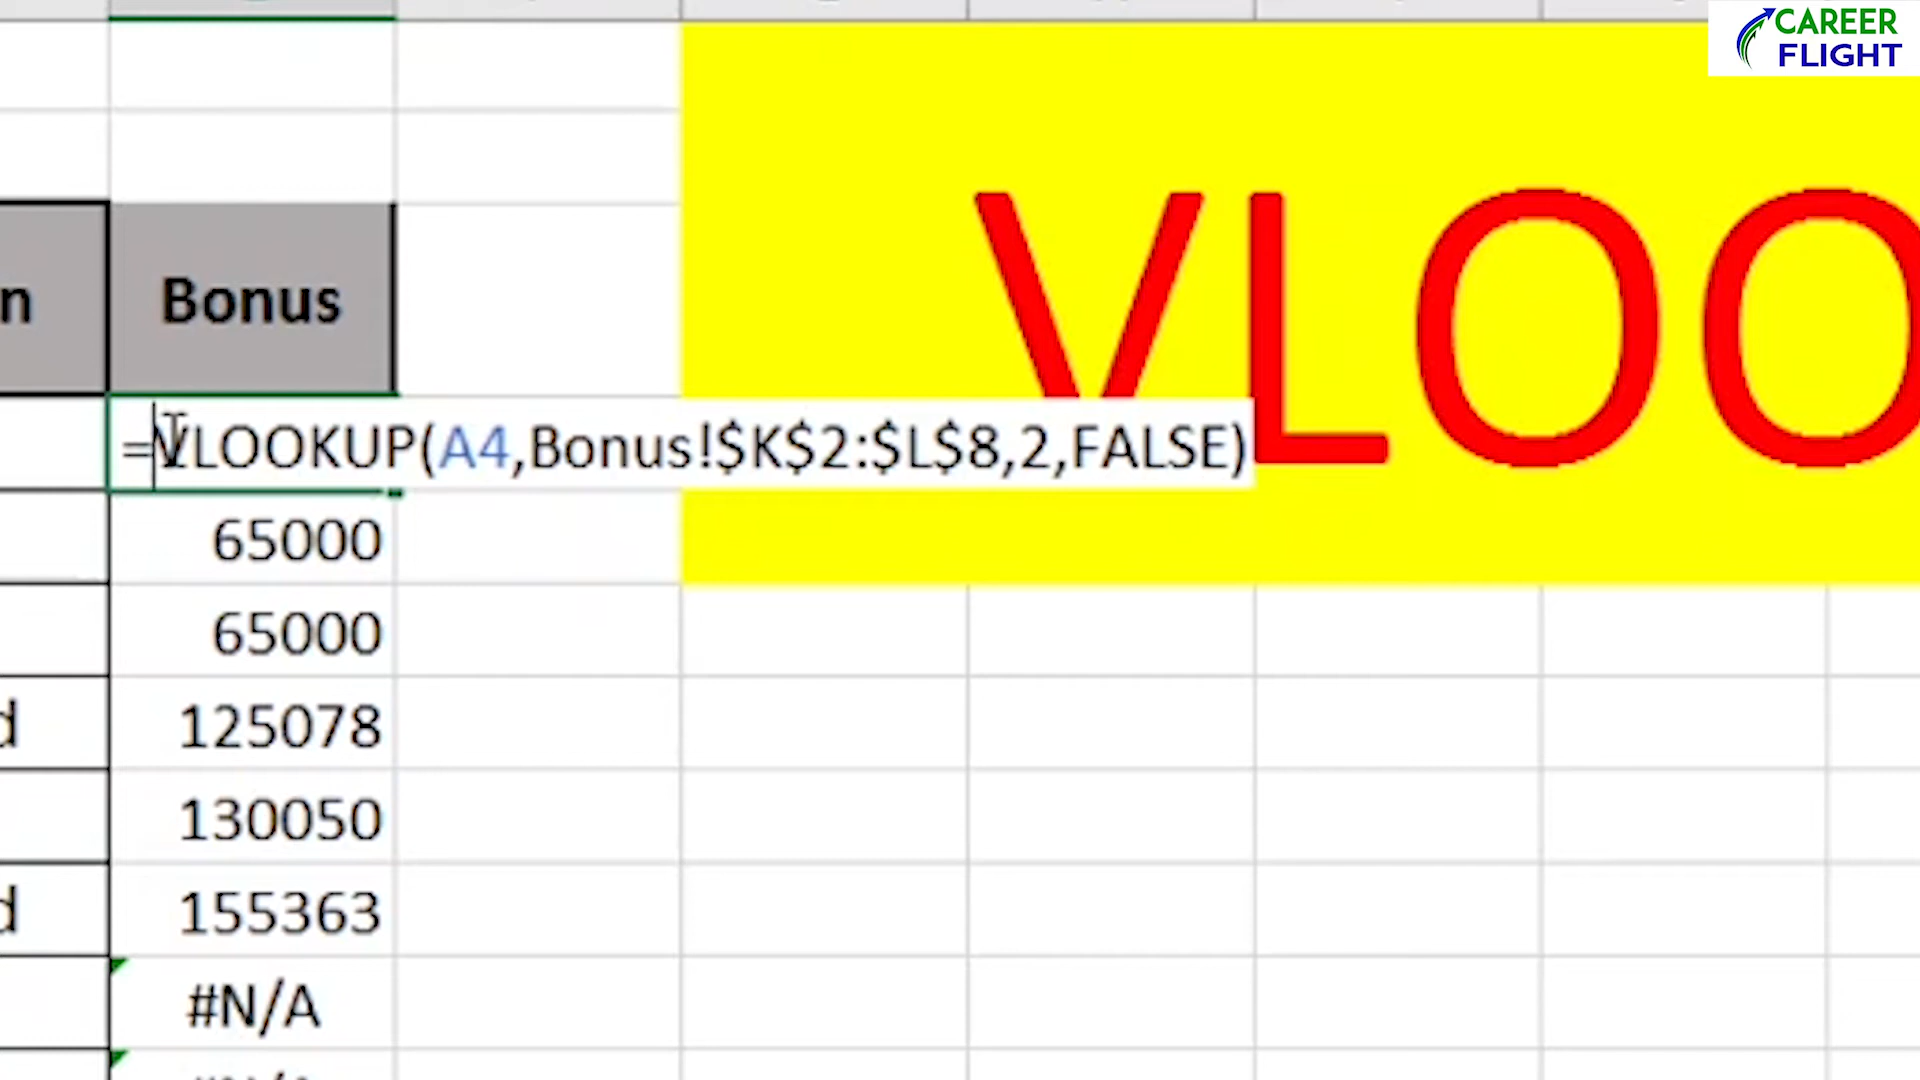 CAREER
FLIGHT
VLOO
n
Bonus
=VLOOKUP(A4,Bonus!$K$2:$L$8,2,FALSE)
65000
65000
d
125078
130050
d
155363
#N/A